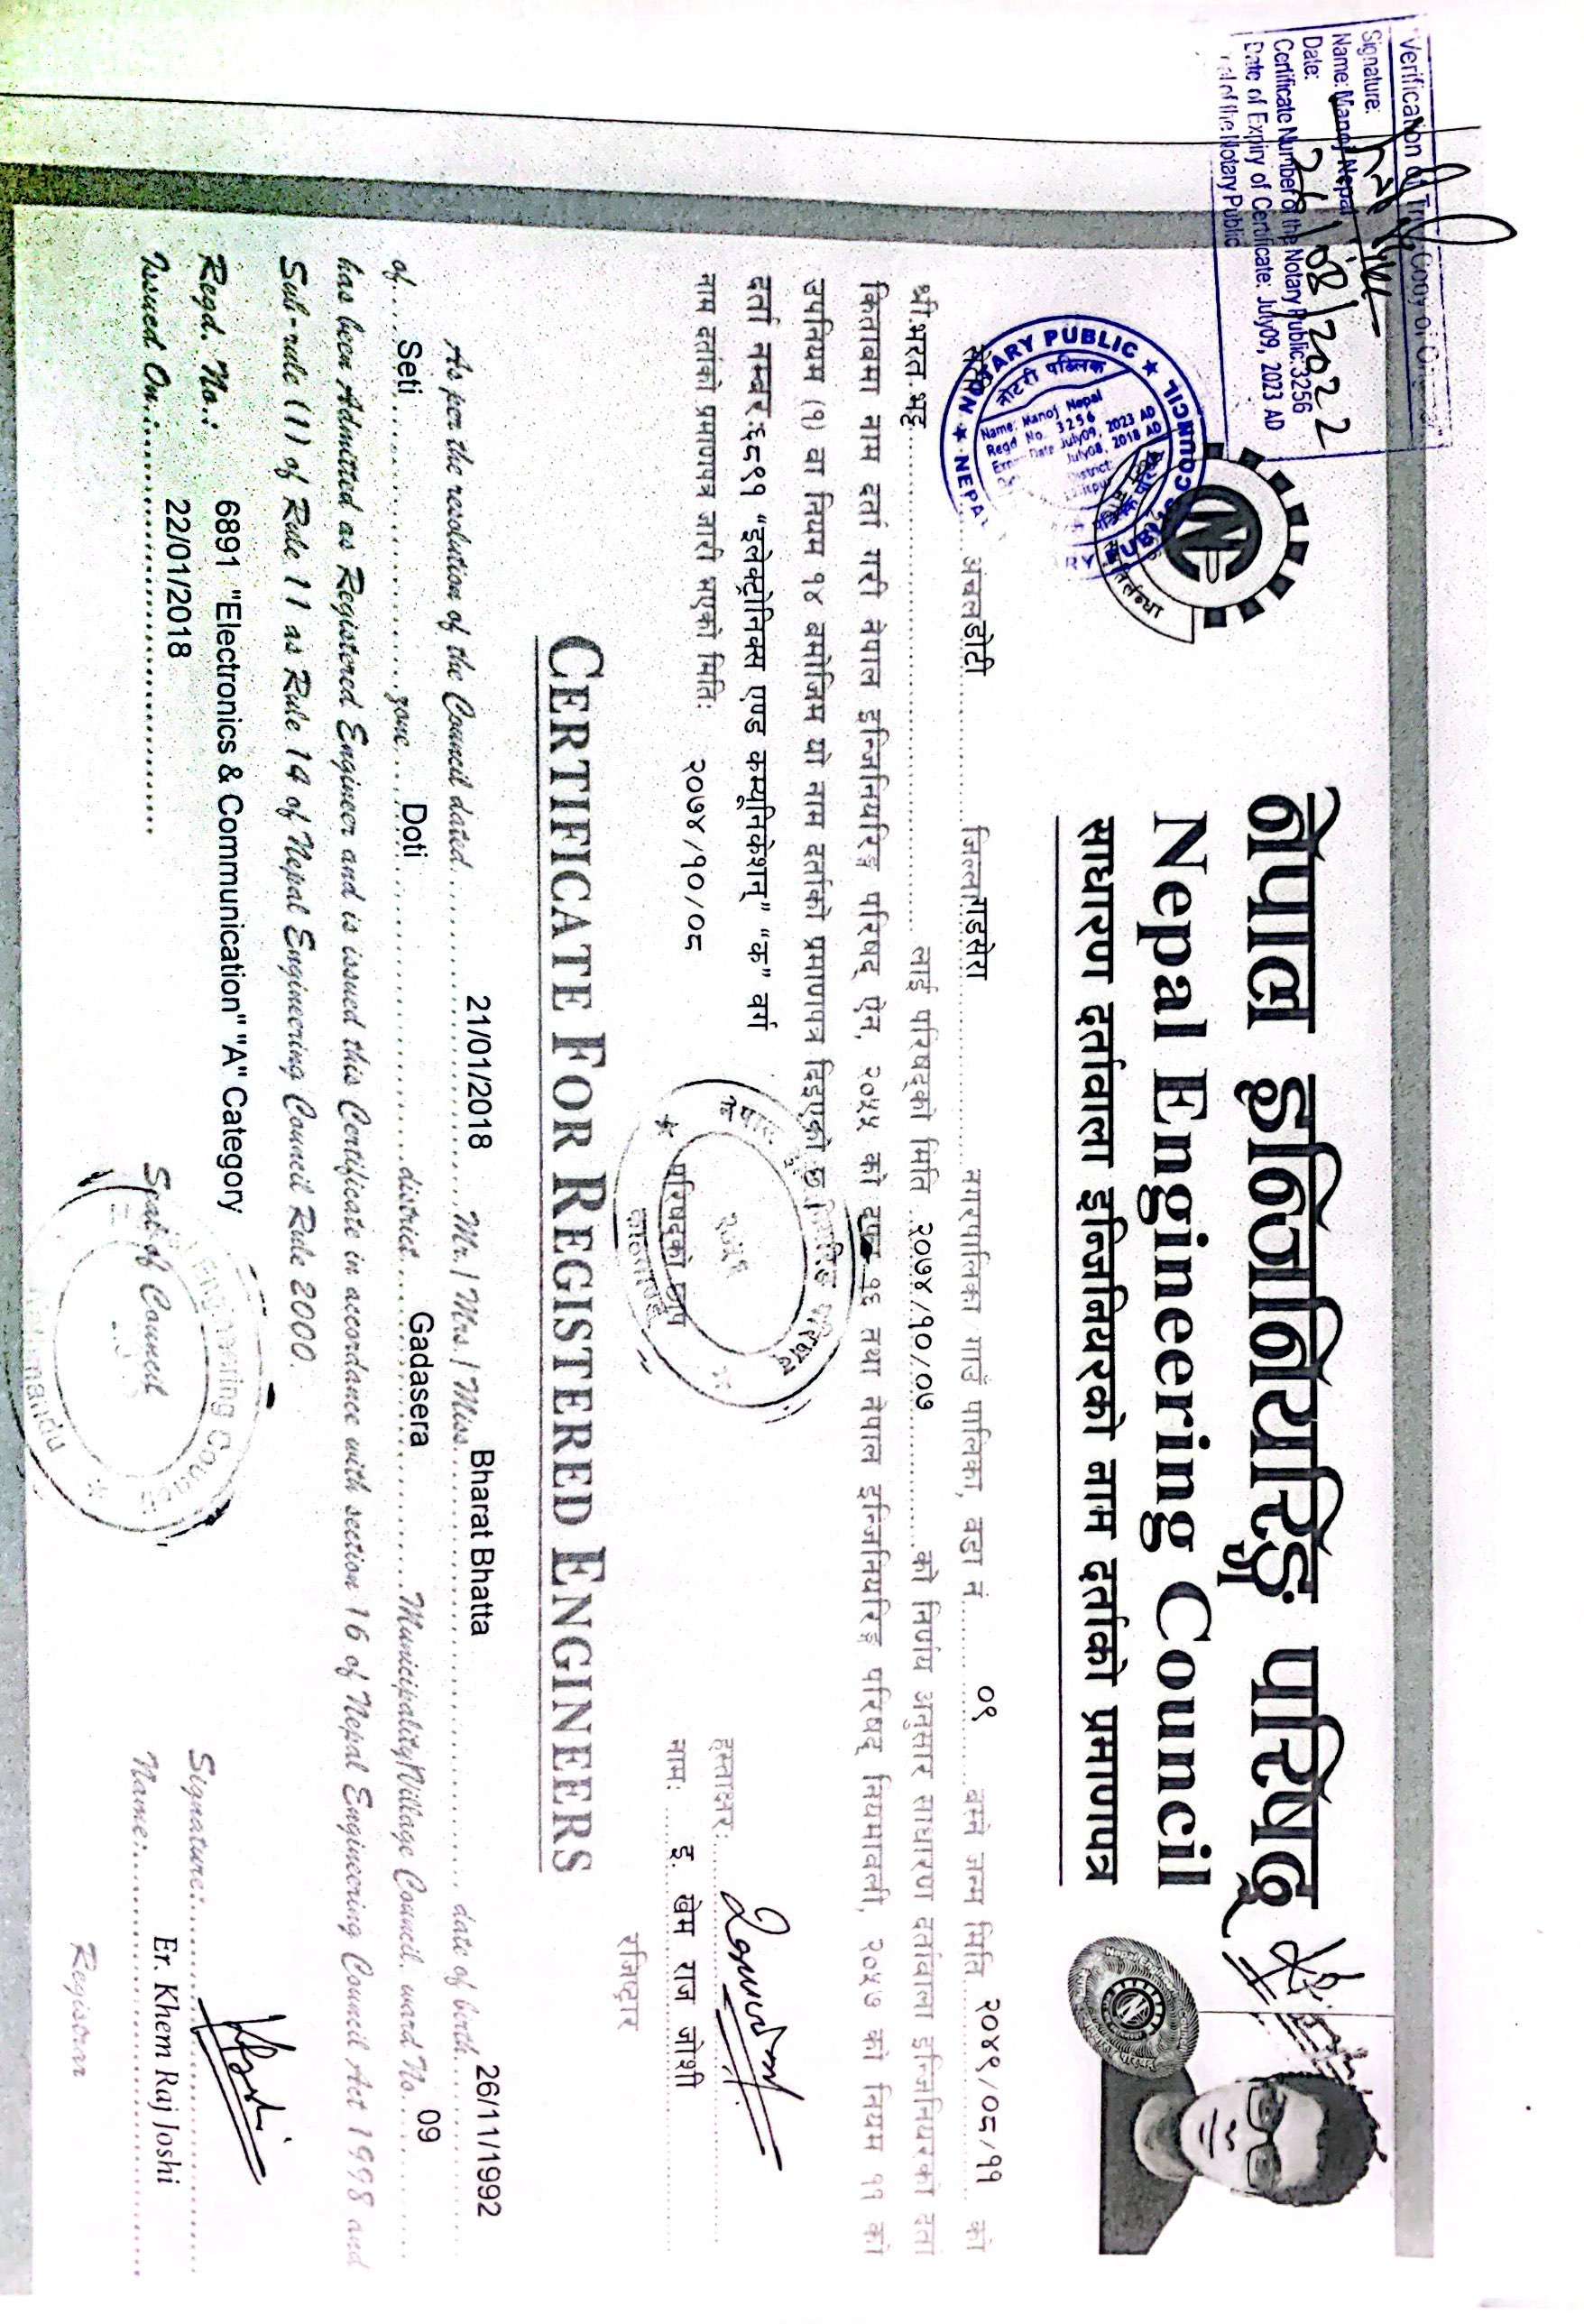 "Verification of True Copy of Original"
Signature:
Name: Manoj Nepal
Date: 26/08/2022
Certificate Number of the Notary Public: 3256
Date of Expiry of Certificate: July09, 2023 AD
of the Notary Public
नेपाल इन्जिनियरिङ्ग परिषद्
Nepal Engineering Council
साधारण दर्तावाला इन्जिनियरको नाम दर्ताको प्रमाणपत्र
NOTARY PUBLIC COUNCIL ★ NEPAL ★
नोटरी पब्लिक
Name: Manoj Nepal
Regd No. 3256
सेती अंचल डोटी जिल्ला गडसेरा नगरपालिका गाउँ पालिका, वडा नं. ०९ बस्ने जन्म मिति २०४९/०८/११ को
श्री भरत भट्ट लाई परिषद्को मिति २०७४/१०/०७ को निर्णय अनुसार साधारण दर्तावाला इन्जिनियरको दर्ता
किताबमा नाम दर्ता गरी नेपाल इन्जिनियरिङ्ग परिषद् ऐन, २०५५ को दफा १६ तथा नेपाल इन्जिनियरिङ्ग परिषद् नियमावली, २०५७ को नियम ११ को
उपनियम (१) वा नियम १४ बमोजिम यो नाम दर्ताको प्रमाणपत्र दिइएको छ।
दर्ता नम्बर: ६८९१ “इलेक्ट्रोनिक्स एण्ड कम्यूनिकेशन्” “क” वर्ग
नाम दर्ताको प्रमाणपत्र जारी भएको मिति: २०७४/१०/०८
परिषद्को छाप
काठमाण्डू
हस्ताक्षर:
नाम: इ. खेम राज जोशी
रजिष्ट्रार
CERTIFICATE FOR REGISTERED ENGINEERS
As per the resolution of the Council dated 21/01/2018 Mr. / Mrs. / Miss Bharat Bhatta date of birth 26/11/1992
of Seti zone Doti district Gadasera Municipality/Village Council. ward No. 09
has been Admitted as Registered Engineer and is issued this Certificate in accordance with section 16 of Nepal Engineering Council Act 1998 and
Sub-rule (1) of Rule 11 as Rule 14 of Nepal Engineering Council Rule 2000.
Regd. No.: 6891 "Electronics & Communication" "A" Category
Issued On.: 22/01/2018
Seal of Council
Nepal Engineering Council
Kathmandu
Signature:
Name: Er. Khem Raj Joshi
Registrar